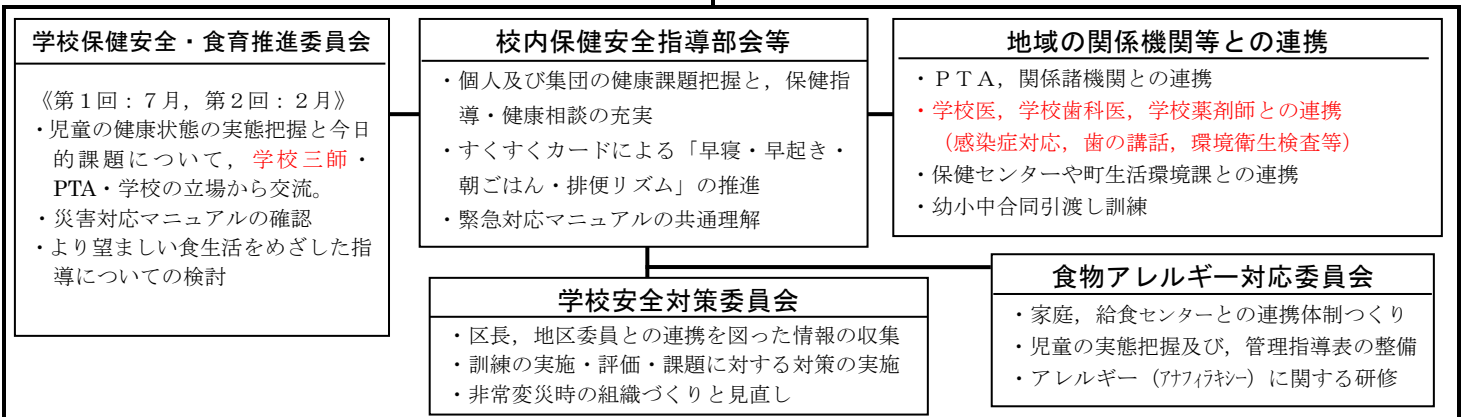 学校保健安全・食育推進委員会
《第１回：７月，第２回：２月》
・児童の健康状態の実態把握と今日
的課題について，学校三師・
PTA・学校の立場から交流。
・災害対応マニュアルの確認
・より望ましい食生活をめざした指
導についての検討
校内保健安全指導部会等
・個人及び集団の健康課題把握と，保健指
導・健康相談の充実
・すくすくカードによる「早寝・早起き・
朝ごはん・排便リズム」の推進
・緊急対応マニュアルの共通理解
地域の関係機関等との連携
・ＰＴＡ，関係諸機関との連携
・学校医，学校歯科医，学校薬剤師との連携
（感染症対応，歯の講話，環境衛生検査等）
・保健センターや町生活環境課との連携
・幼小中合同引渡し訓練
学校安全対策委員会
・区長，地区委員との連携を図った情報の収集
・訓練の実施・評価・課題に対する対策の実施
・非常変災時の組織づくりと見直し
食物アレルギー対応委員会
・家庭，給食センターとの連携体制つくり
・児童の実態把握及び，管理指導表の整備
・アレルギー（ｱﾅﾌｨﾗｷｼｰ）に関する研修